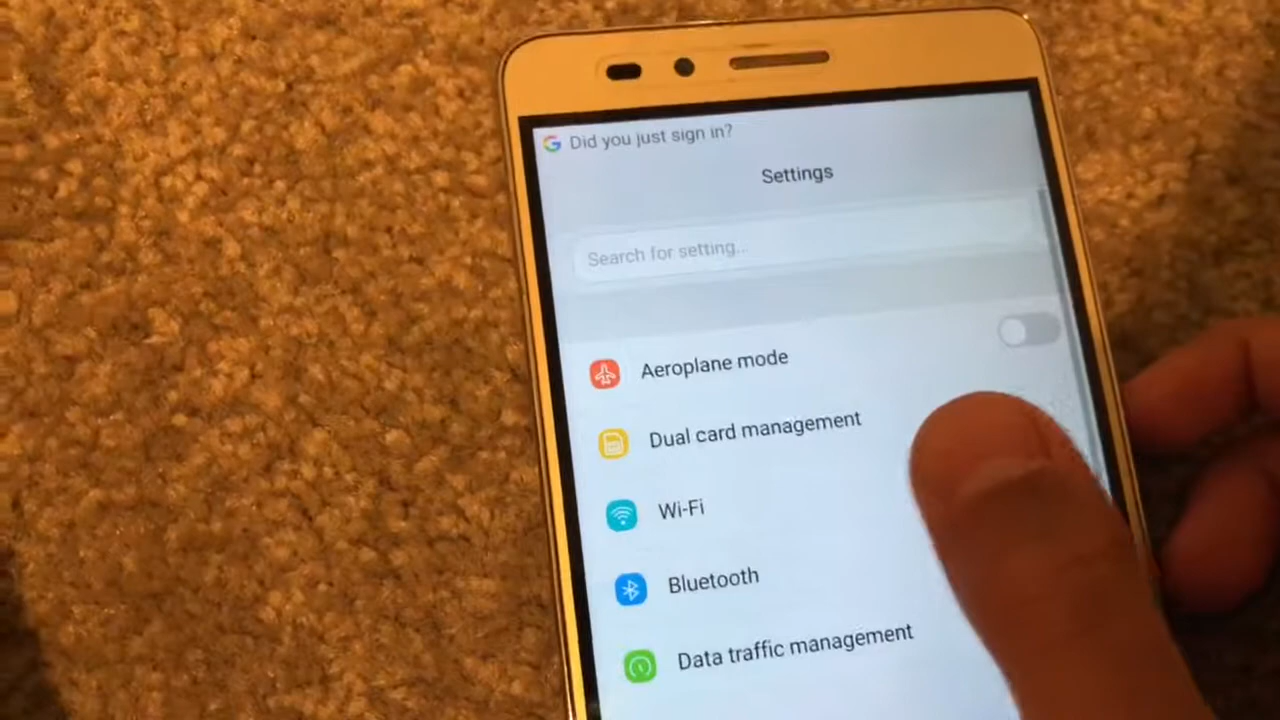 Did you just sign in?
Settings
Search for setting...
Aeroplane mode
Dual card management
Wi-Fi
Bluetooth
Data traffic management